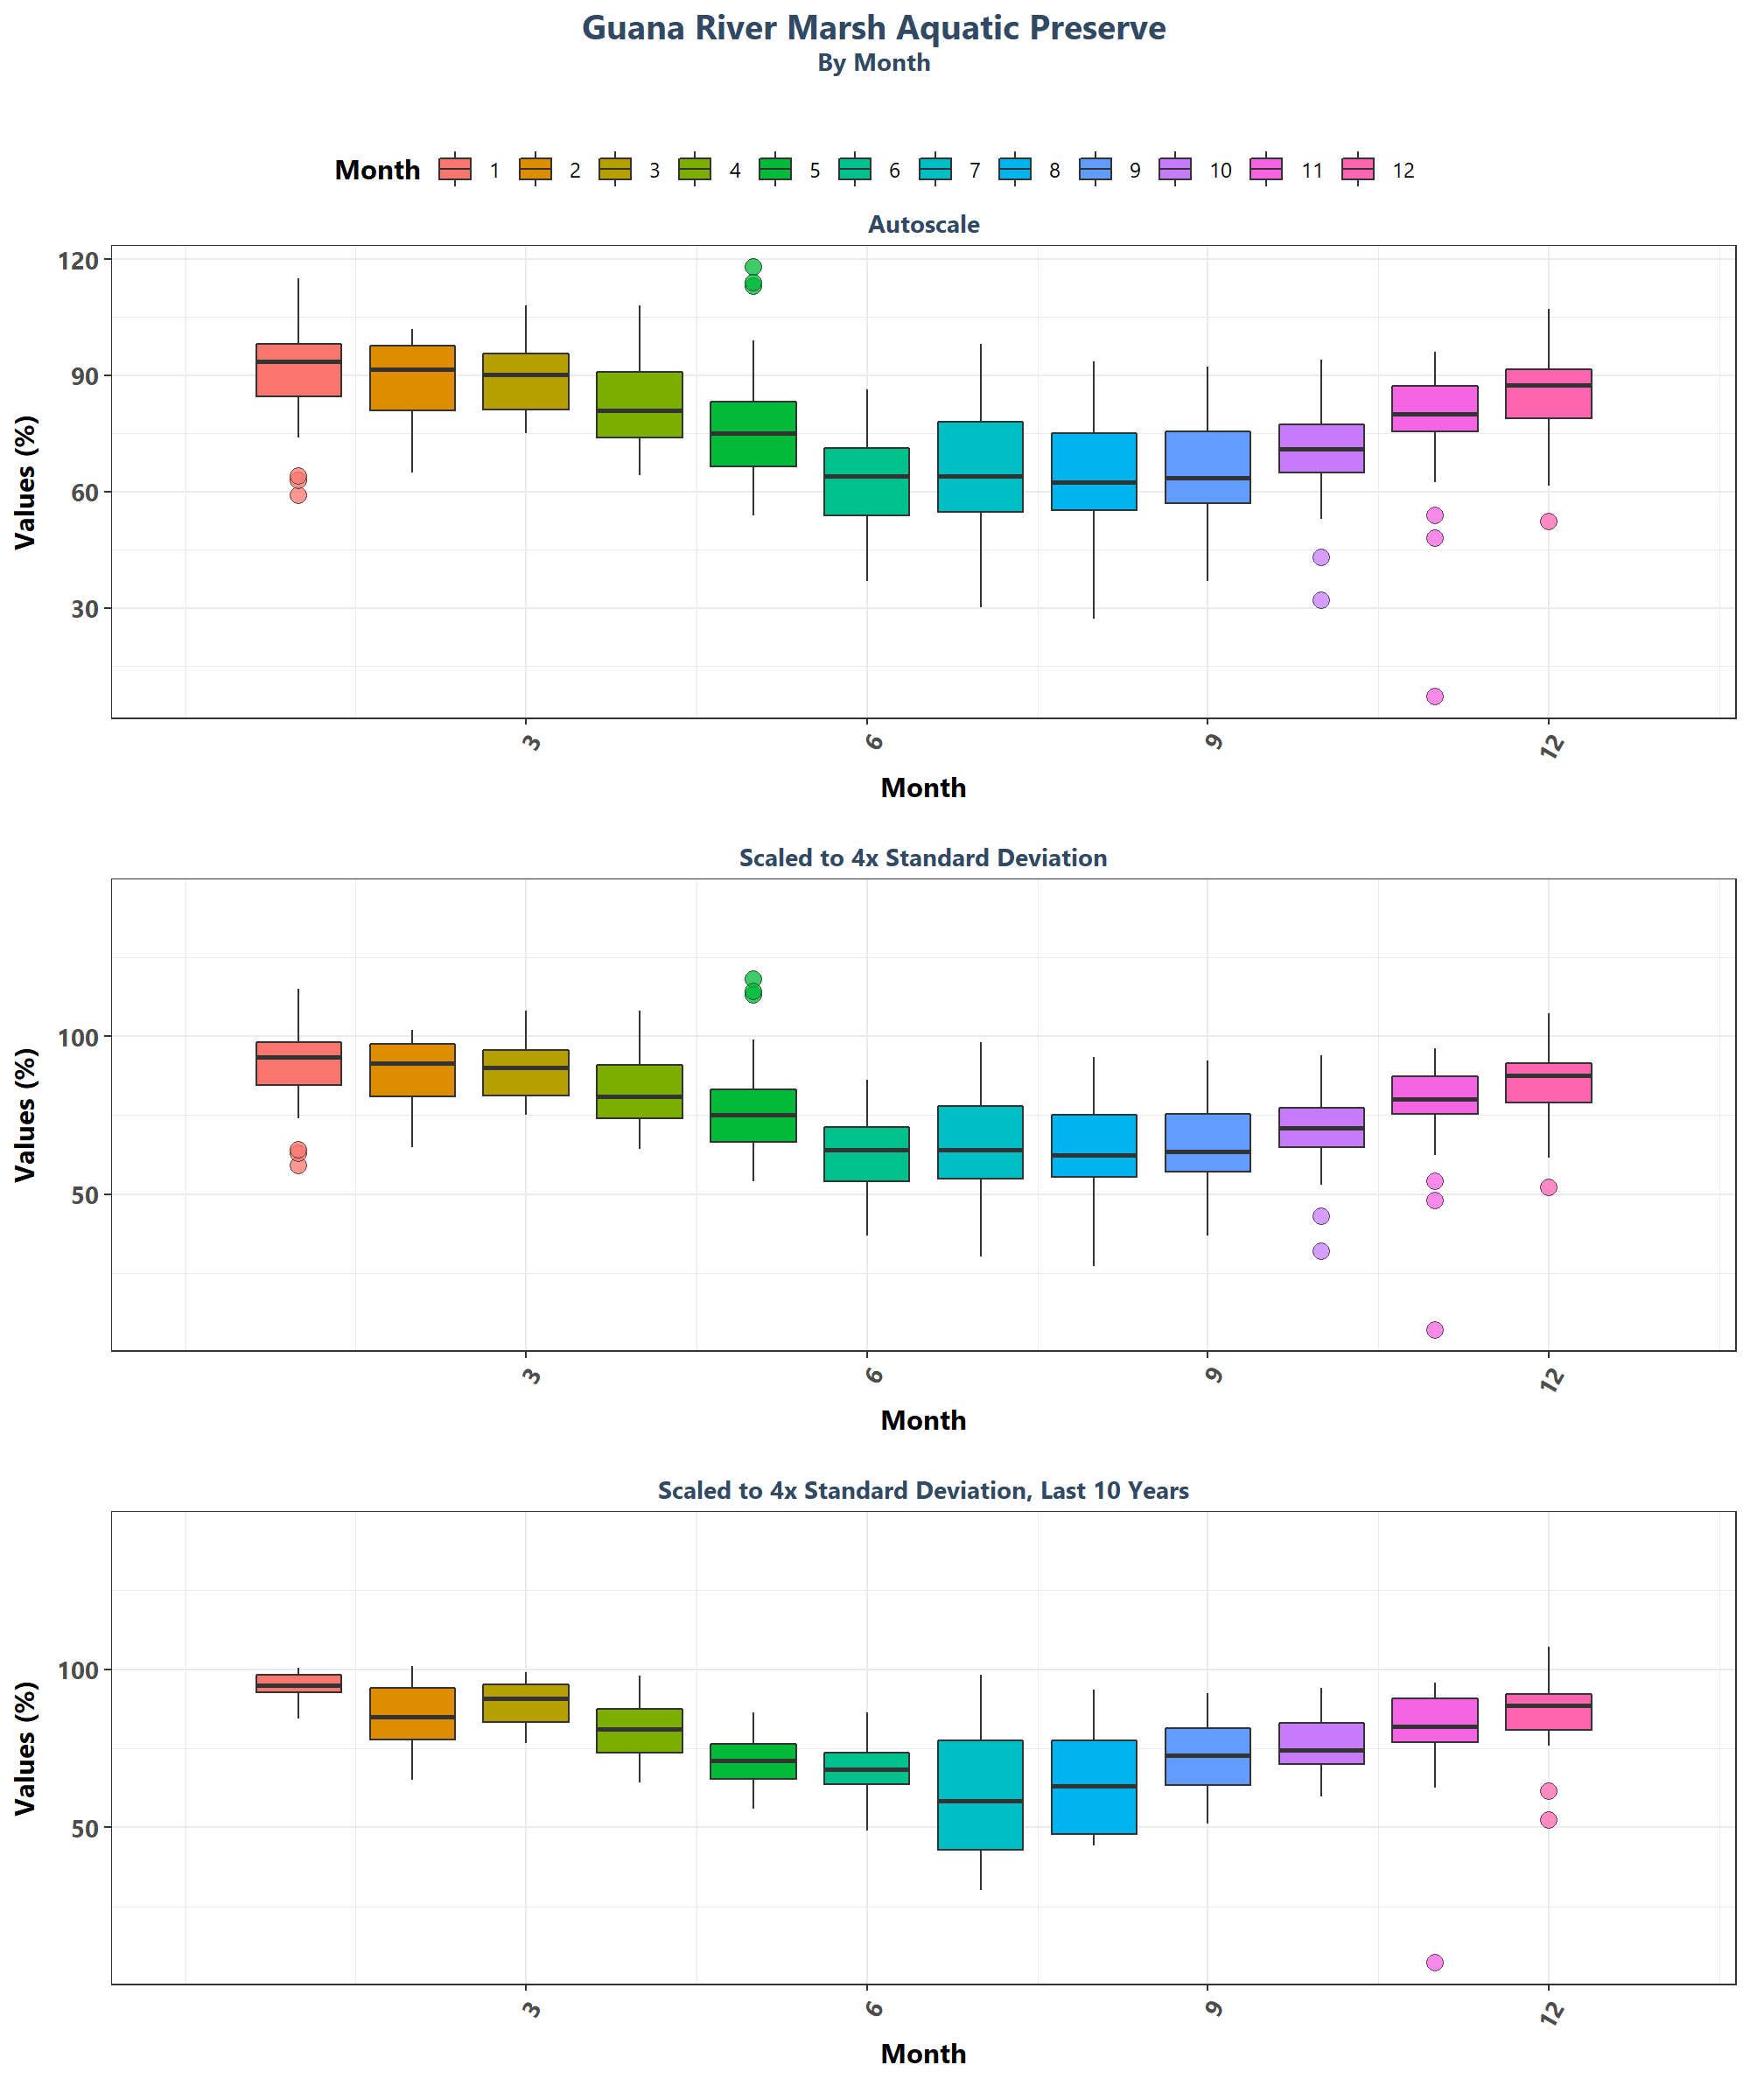 Guana River Marsh Aquatic Preserve
By Month
Month 1 2 3 4 5 6 7 8 9 10 11 12
Autoscale
Values (%)
120
90
60
30
3 6 9 12
Month
Scaled to 4x Standard Deviation
Values (%)
100
50
3 6 9 12
Month
Scaled to 4x Standard Deviation, Last 10 Years
Values (%)
100
50
3 6 9 12
Month